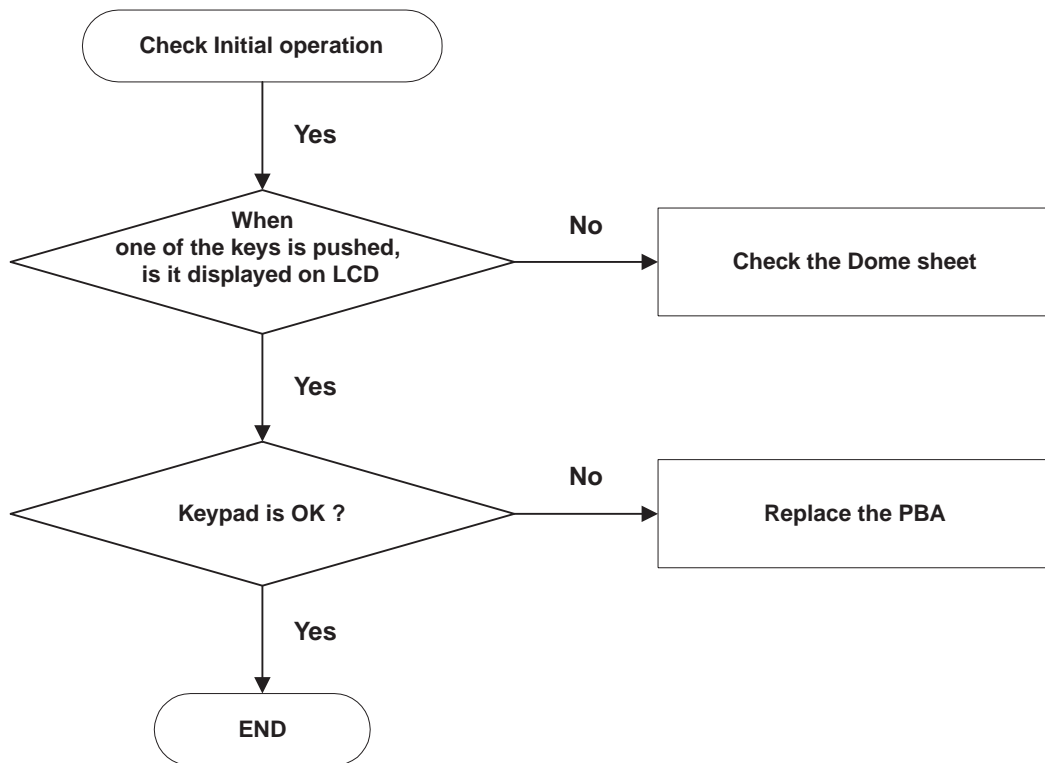 Check Initial operation
Yes
When
one of the keys is pushed,
is it displayed on LCD
No
Check the Dome sheet
Yes
Keypad is OK ?
No
Replace the PBA
Yes
END